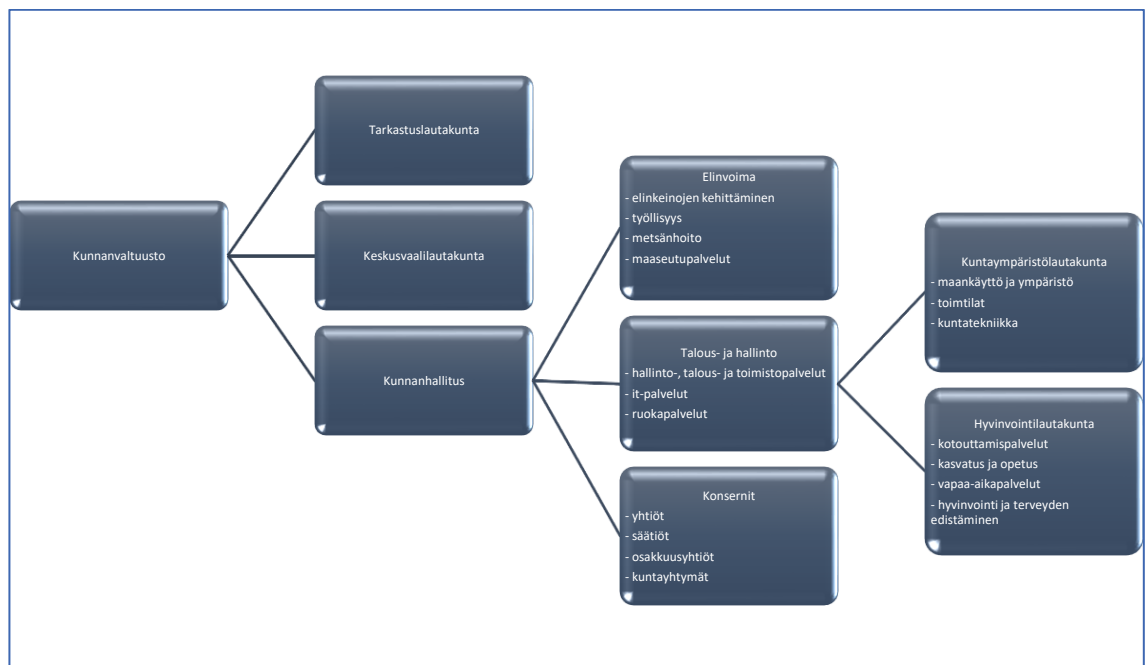 Kunnanvaltuusto
Tarkastuslautakunta
Keskusvaalilautakunta
Kunnanhallitus
Elinvoima
- elinkeinojen kehittäminen
- työllisyys
- metsänhoito
- maaseutupalvelut
Talous- ja hallinto
- hallinto-, talous- ja toimistopalvelut
- it-palvelut
- ruokapalvelut
Konsernit
- yhtiöt
- säätiöt
- osakkuusyhtiöt
- kuntayhtymät
Kuntaympäristölautakunta
- maankäyttö ja ympäristö
- toimtilat
- kuntatekniikka
Hyvinvointilautakunta
- kotouttamispalvelut
- kasvatus ja opetus
- vapaa-aikapalvelut
- hyvinvointi ja terveyden
edistäminen